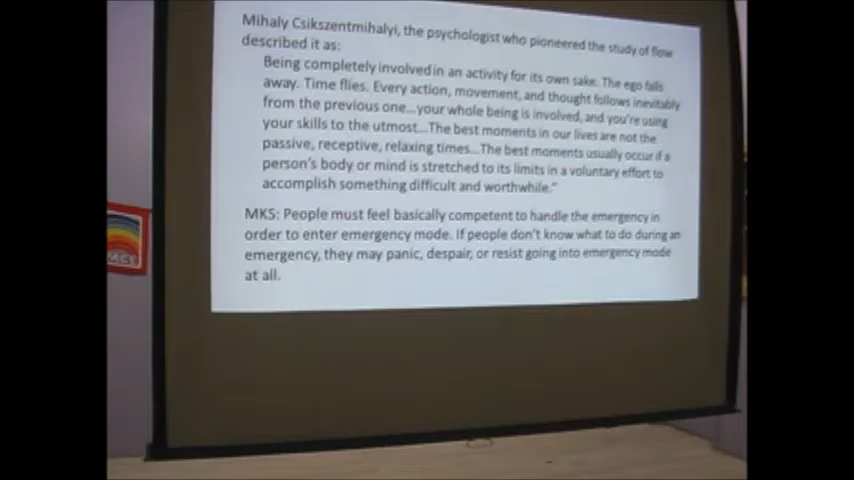 Mihaly Csikszentmihalyi, the psychologist who pioneered the study of flow
described it as:
Being completely involved in an activity for its own sake. The ego falls
away. Time flies. Every action, movement, and thought follows inevitably
from the previous one...your whole being is involved, and you're using
your skills to the utmost...The best moments in our lives are not the
passive, receptive, relaxing times...The best moments usually occur if a
person's body or mind is stretched to its limits in a voluntary effort to
accomplish something difficult and worthwhile."
MKS: People must feel basically competent to handle the emergency in
order to enter emergency mode. If people don't know what to do during an
emergency, they may panic, despair, or resist going into emergency mode
at all.